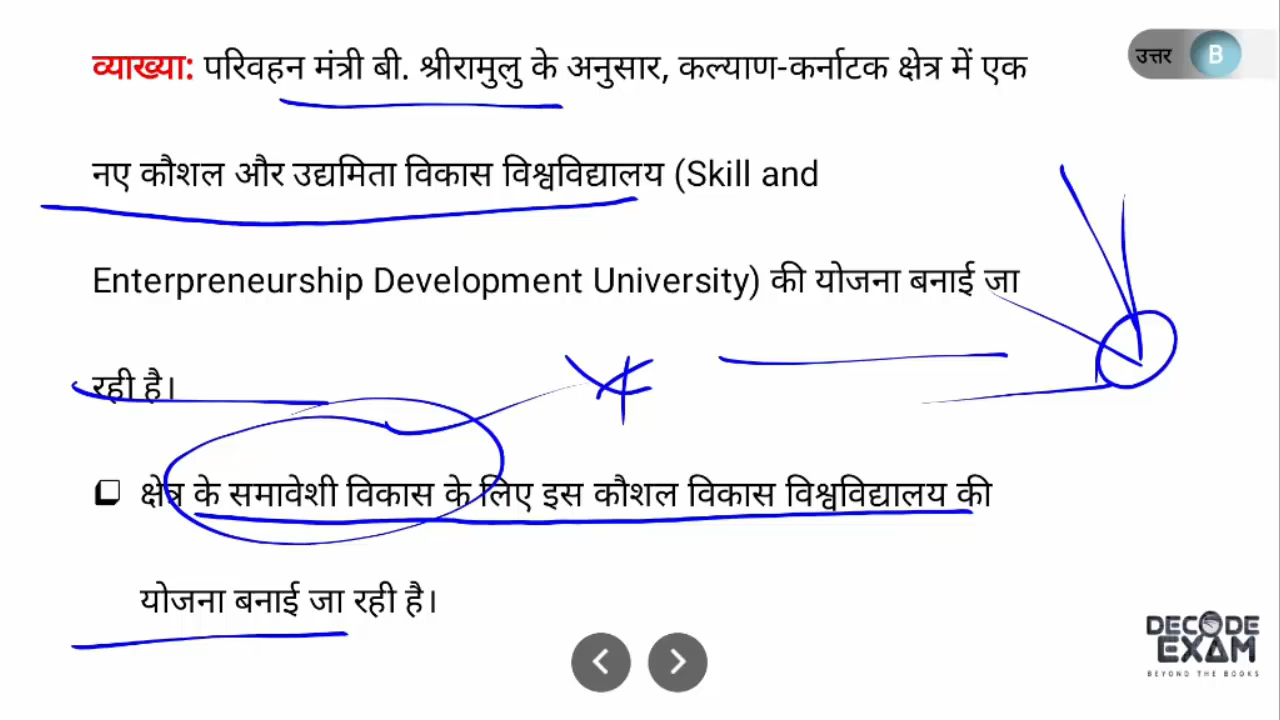 व्याख्या: परिवहन मंत्री बी. श्रीरामुलु के अनुसार, कल्याण-कर्नाटक क्षेत्र में एक
उत्तर B
नए कौशल और उद्यमिता विकास विश्वविद्यालय (Skill and
Enterpreneurship Development University) की योजना बनाई जा
रही है।
❑ क्षेत्र के समावेशी विकास के लिए इस कौशल विकास विश्वविद्यालय की
योजना बनाई जा रही है।
DECODE
EXAM
BEYOND THE BOOKS